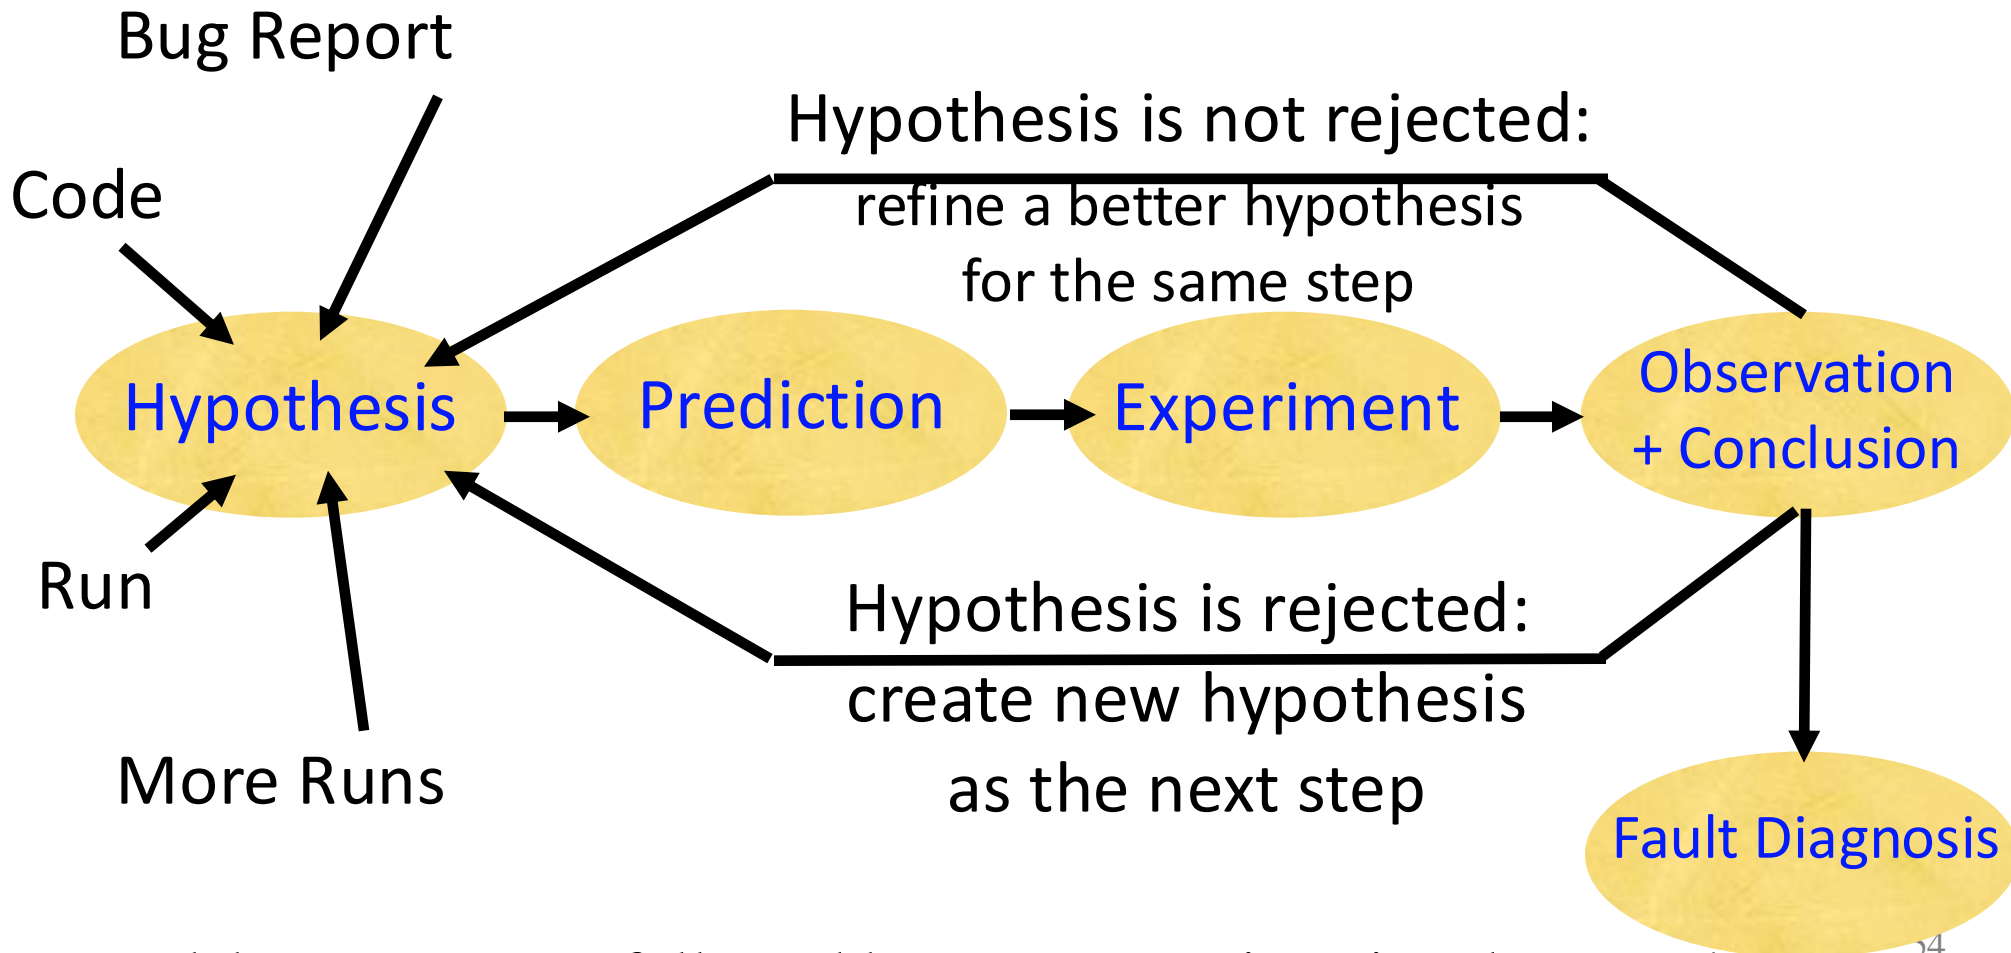 Bug Report
Hypothesis is not rejected:
Code
refine a better hypothesis
for the same step
Hypothesis
Prediction
Experiment
Observation
+ Conclusion
Run
Hypothesis is rejected:
create new hypothesis
as the next step
More Runs
Fault Diagnosis